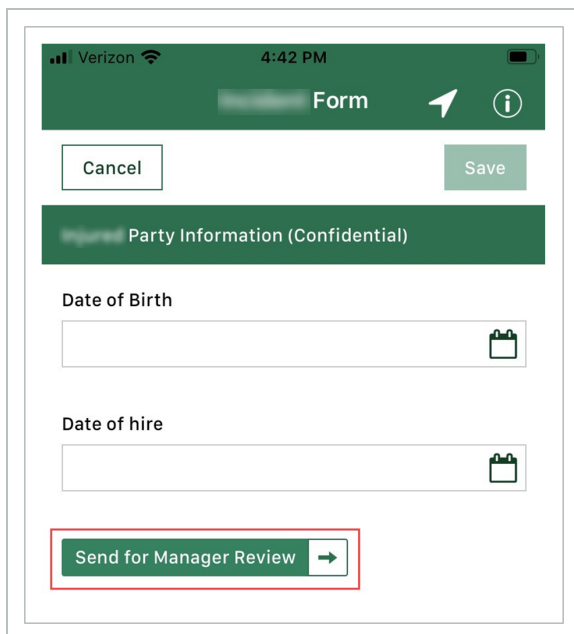 Verizon 4:42 PM
Form
Cancel Save
Party Information (Confidential)
Date of Birth
Date of hire
Send for Manager Review